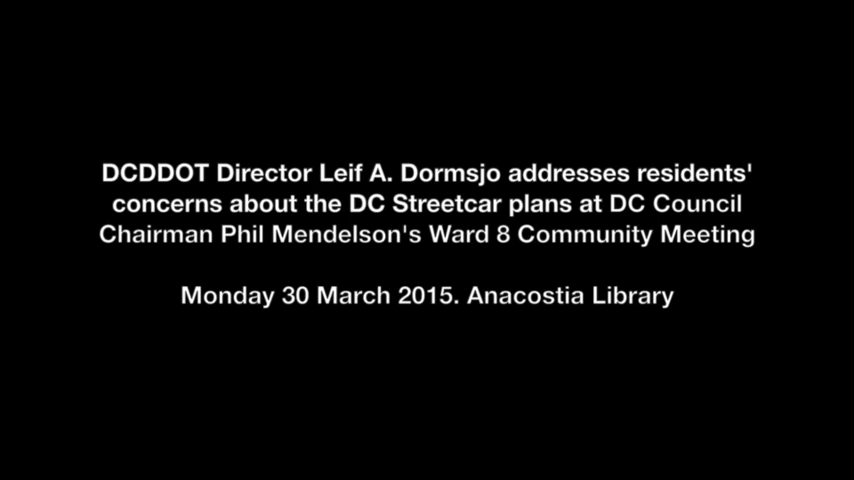 DCDDOT Director Leif A. Dormsjo addresses residents'
concerns about the DC Streetcar plans at DC Council
Chairman Phil Mendelson's Ward 8 Community Meeting
Monday 30 March 2015. Anacostia Library